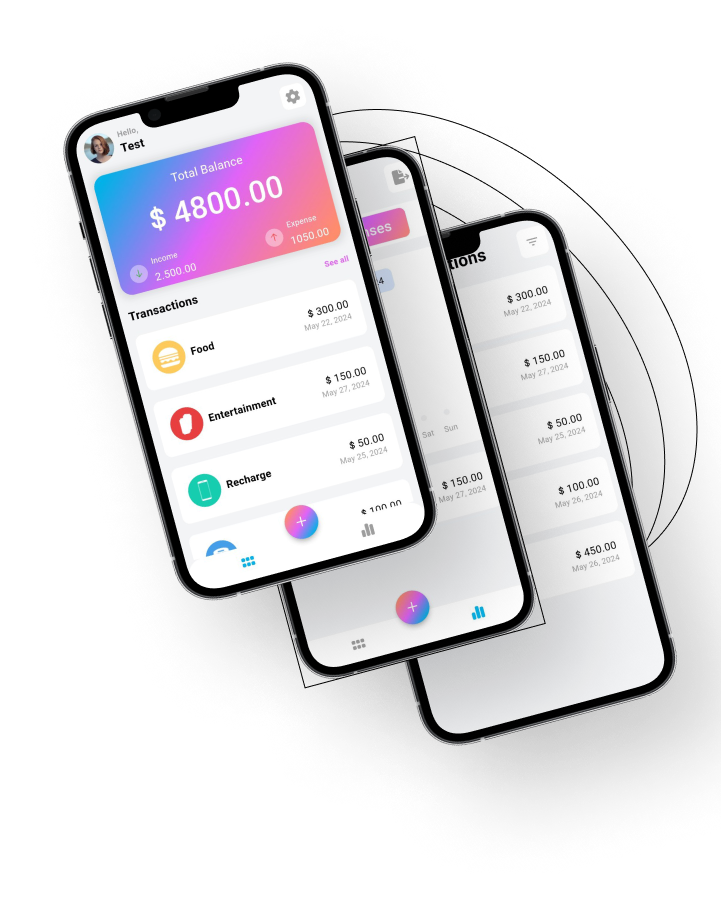 Hello,
Test
Total Balance
$ 4800.00
Income
2.500.00
Expense
1050.00
Transactions
See all
Food
$ 300.00
May 22, 2024
Entertainment
$ 150.00
May 27, 2024
Recharge
$ 50.00
May 25, 2024
$ 100.00
nses
4
Sat
Sun
$ 150.00
May 27, 2024
tions
$ 300.00
May 22, 2024
$ 150.00
May 27, 2024
$ 50.00
May 25, 2024
$ 100.00
May 26, 2024
$ 450.00
May 26, 2024